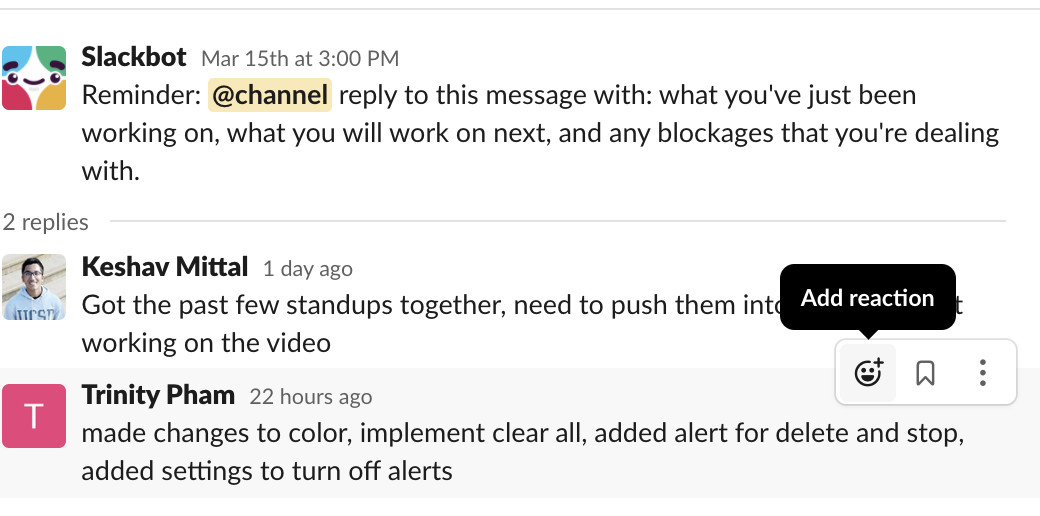 Slackbot Mar 15th at 3:00 PM
Reminder: @channel reply to this message with: what you've just been
working on, what you will work on next, and any blockages that you're dealing
with.
2 replies
Keshav Mittal 1 day ago
Got the past few standups together, need to push them
working on the video
Add reaction
T
Trinity Pham 22 hours ago
made changes to color, implement clear all, added alert for delete and stop,
added settings to turn off alerts